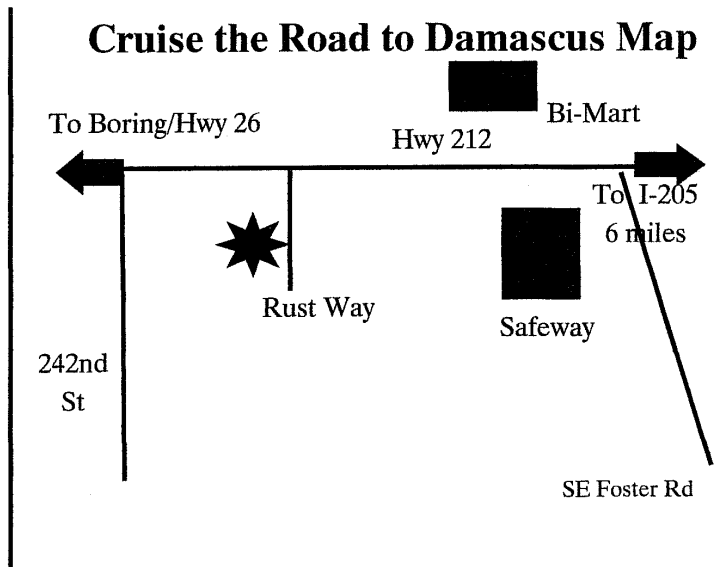 Cruise the Road to Damascus Map
To Boring/Hwy 26
Bi-Mart
Hwy 212
To I-205
6 miles
Rust Way
Safeway
242nd
St
SE Foster Rd